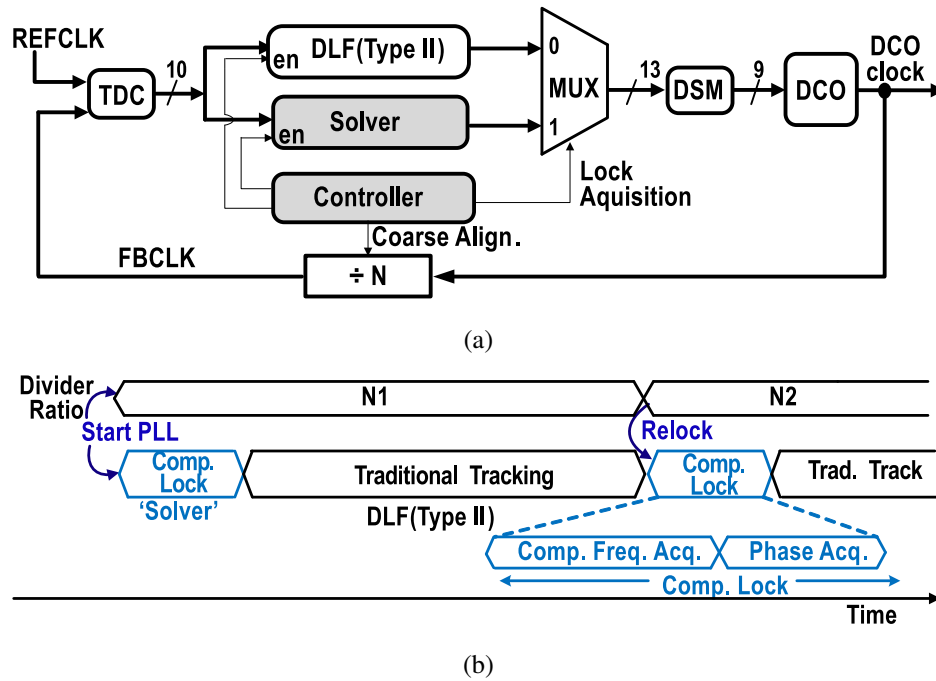 REFCLK
TDC
10
en
DLF(Type II)
en
Solver
Controller
0
MUX
1
13
DSM
9
DCO
DCO
clock
Lock
Aquisition
Coarse Align.
FBCLK
÷ N
(a)
Divider
Ratio
N1
N2
Start PLL
Relock
Comp.
Lock
Traditional Tracking
Comp.
Lock
Trad. Track
'Solver'
DLF(Type II)
Comp. Freq. Acq.
Phase Acq.
Comp. Lock
Time
(b)